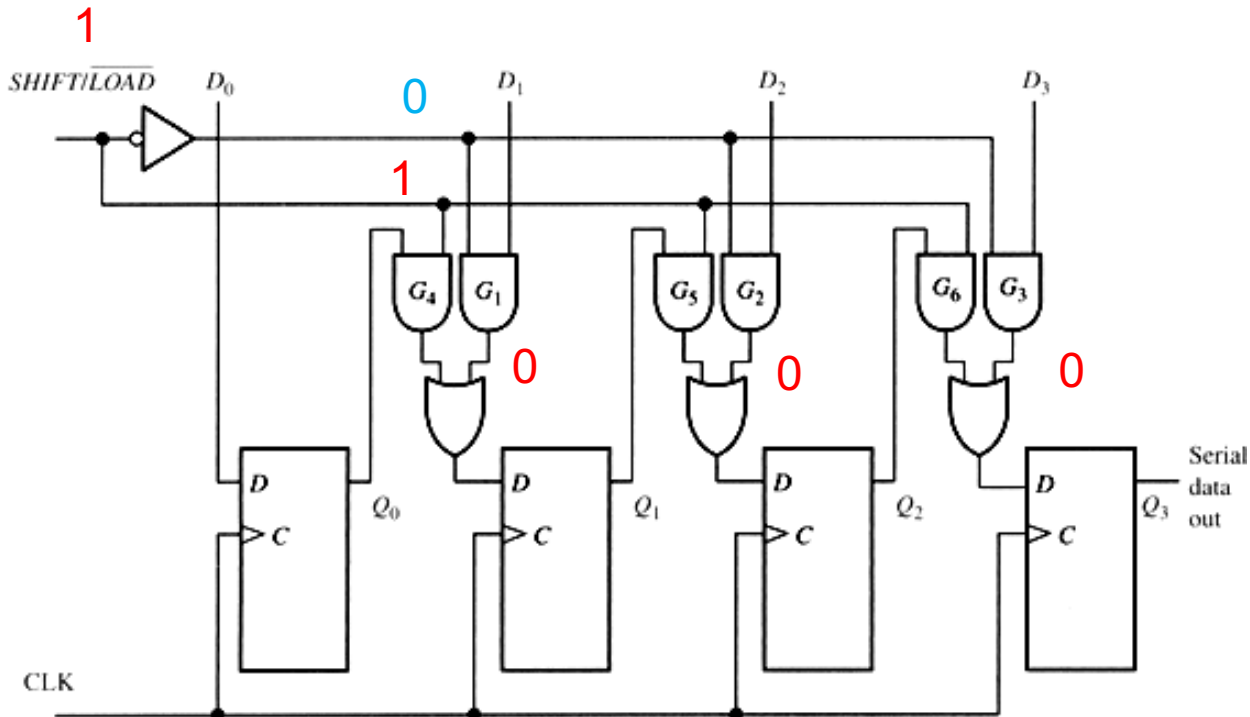 1
SHIFT/LOAD D0 0 D1 D2 D3
1
G4 G1 G5 G2 G6 G3
0 0 0
D Q0 D Q1 D Q2 D Q3 Serial
data
out
C C C C
CLK